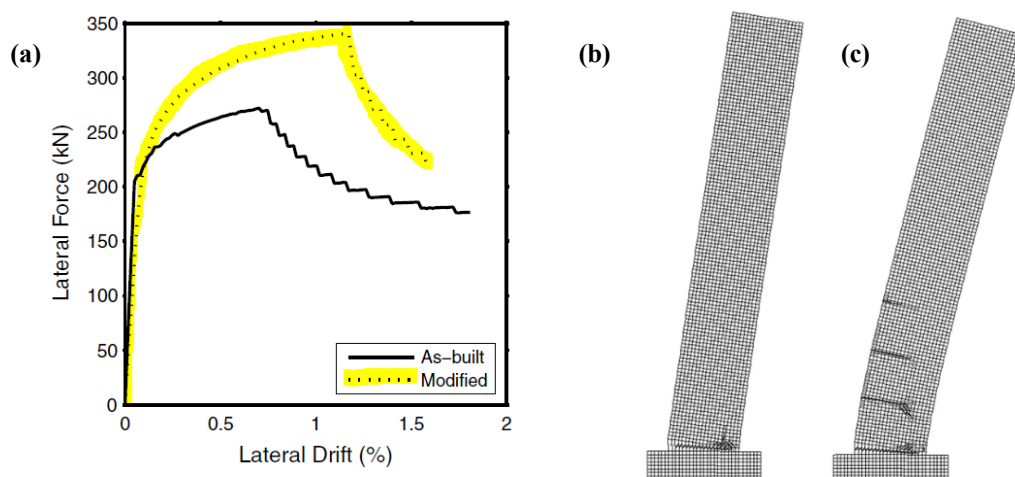 (a)
350
300
250
200
150
100
50
0
Lateral Force (kN)
0 0.5 1 1.5 2
Lateral Drift (%)
As-built
Modified
(b)
(c)